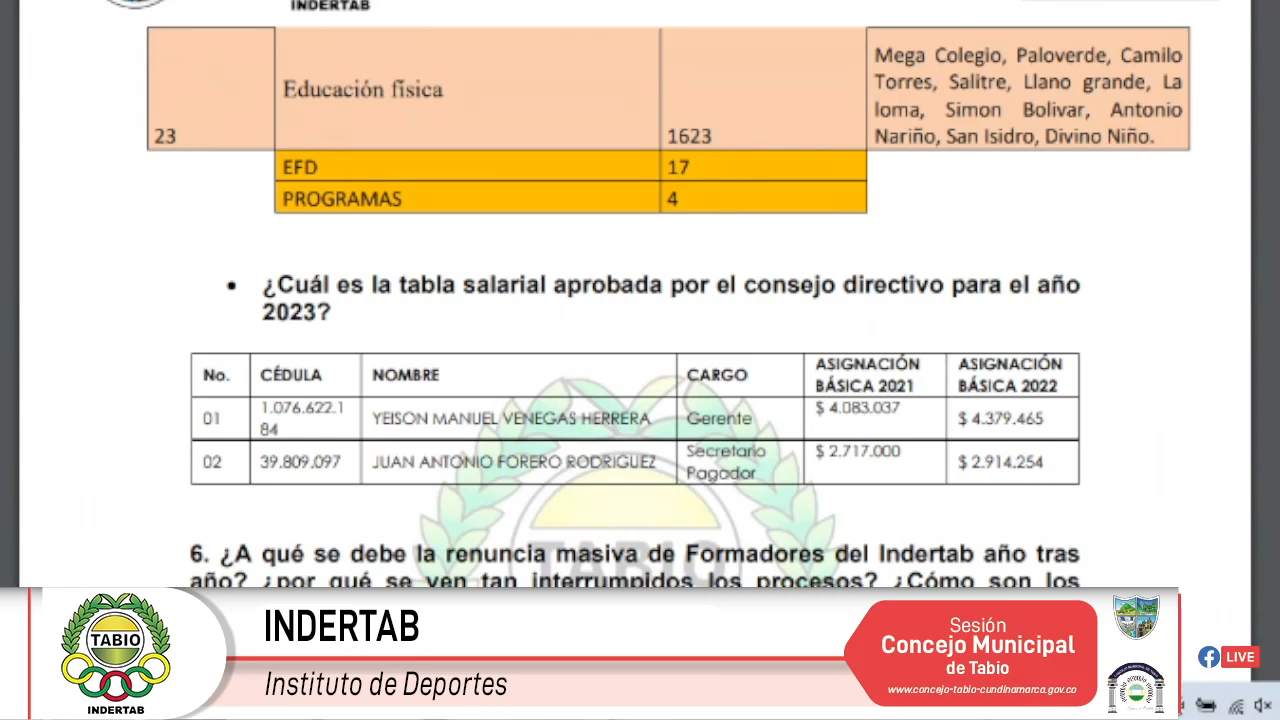 INDERTAB
Mega Colegio, Paloverde, Camilo
Torres, Salitre, Llano grande, La
loma, Simon Bolivar, Antonio
Nariño, San Isidro, Divino Niño.
23
Educación física
1623
EFD
17
PROGRAMAS
4
• ¿Cuál es la tabla salarial aprobada por el consejo directivo para el año
2023?
No.
CÉDULA
NOMBRE
CARGO
ASIGNACIÓN
BÁSICA 2021
ASIGNACIÓN
BÁSICA 2022
01
1.076.622.1
84
YEISON MANUEL VENEGAS HERRERA
Gerente
$ 4.083.037
$ 4.379.465
02
39.809.097
JUAN ANTONIO FORERO RODRIGUEZ
Secretario
Pagador
$ 2.717.000
$ 2.914.254
TABIO
6. ¿A qué se debe la renuncia masiva de Formadores del Indertab año tras
año? ¿por qué se ven tan interrumpidos los procesos? ¿Cómo son los
TABIO
INDERTAB
INDERTAB
Instituto de Deportes
Sesión
Concejo Municipal
de Tabio
www.concejo-tabio-cundinamarca.gov.co
LIVE